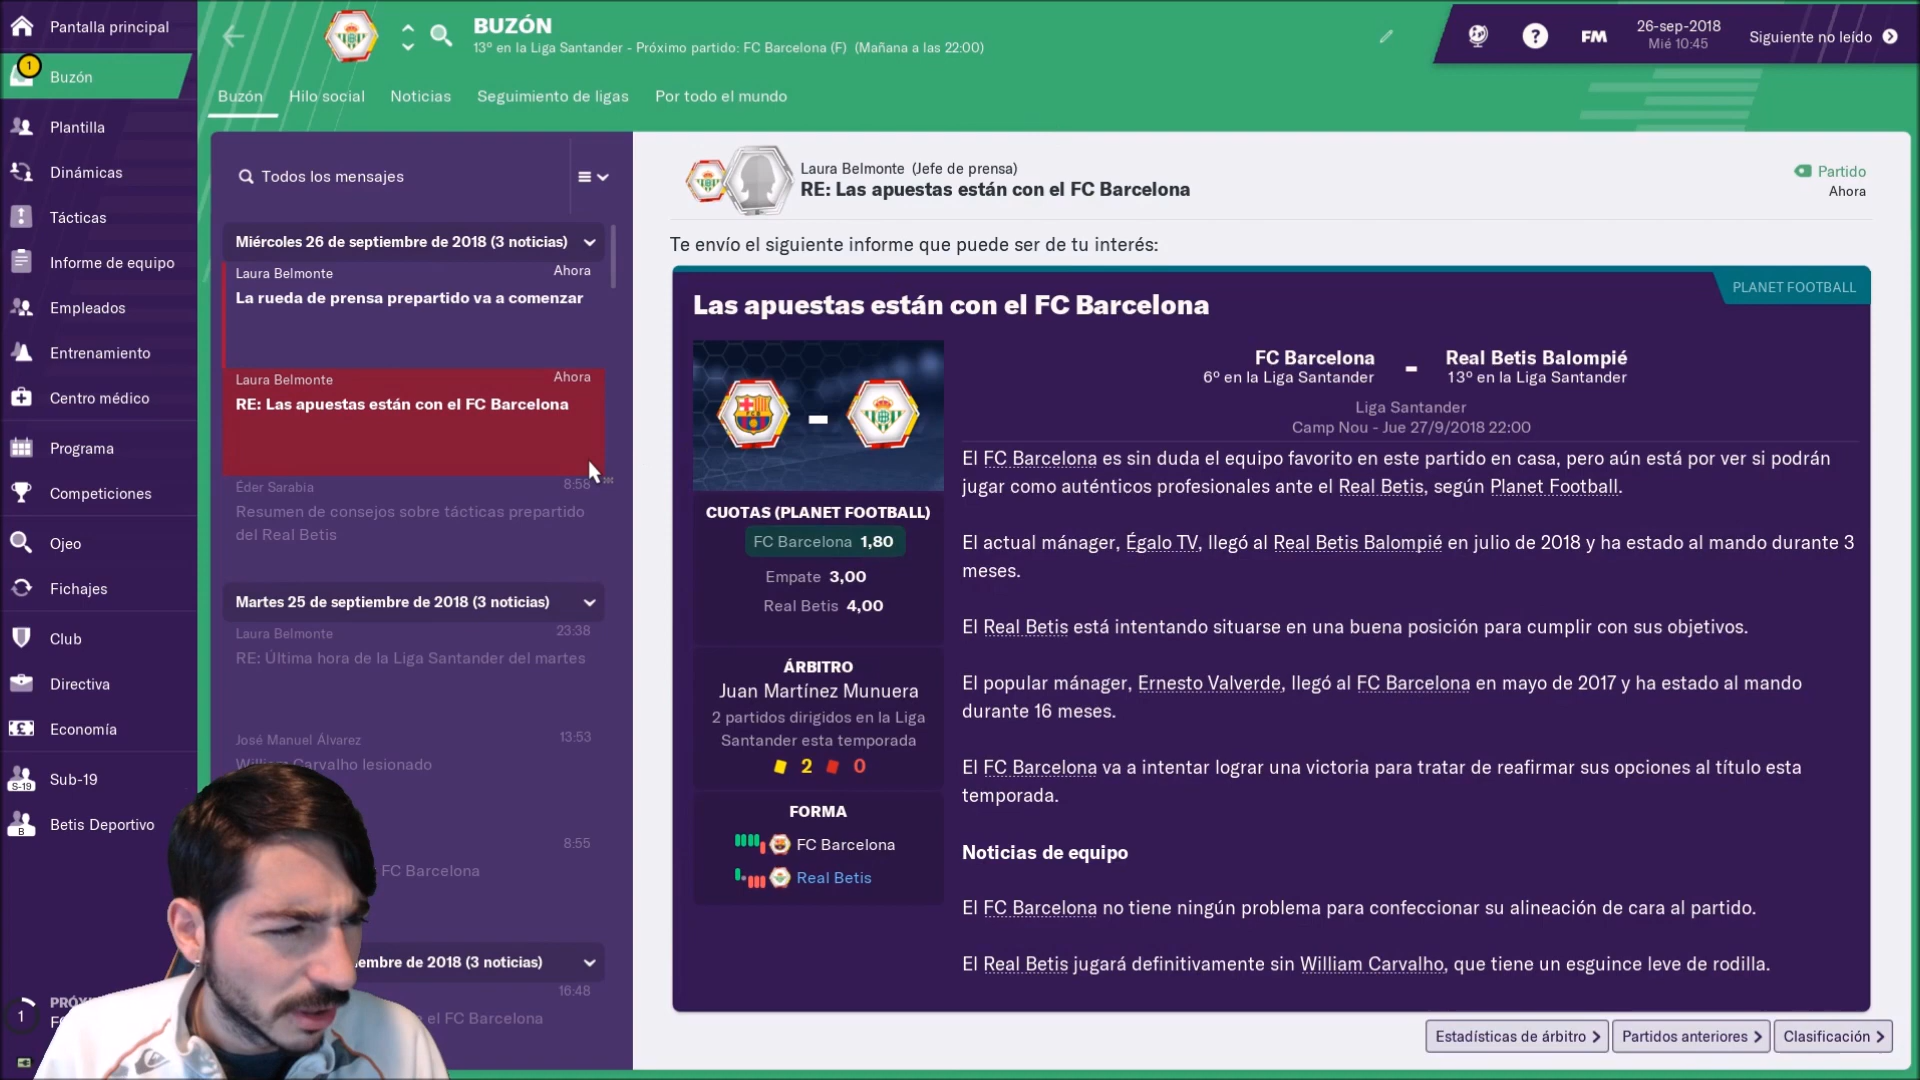 Pantalla principal
1
Buzón
Plantilla
Dinámicas
Tácticas
Informe de equipo
Empleados
Entrenamiento
Centro médico
Programa
Competiciones
Ojeo
Fichajes
Club
Directiva
Economía
S-19
Sub-19
B
Betis Deportivo
1
BUZÓN
13º en la Liga Santander - Próximo partido: FC Barcelona (F) (Mañana a las 22:00)
?
FM
26-sep-2018
Mié 10:45
Siguiente no leído
Buzón
Hilo social
Noticias
Seguimiento de ligas
Por todo el mundo
Todos los mensajes
Miércoles 26 de septiembre de 2018 (3 noticias)
Laura Belmonte
Ahora
La rueda de prensa prepartido va a comenzar
Laura Belmonte
Ahora
RE: Las apuestas están con el FC Barcelona
Éder Sarabia
8:58
Resumen de consejos sobre tácticas prepartido
del Real Betis
Martes 25 de septiembre de 2018 (3 noticias)
Laura Belmonte
23:38
RE: Última hora de la Liga Santander del martes
José Manuel Álvarez
13:53
William Carvalho lesionado
8:55
FC Barcelona
de 2018 (3 noticias)
16:48
el FC Barcelona
Laura Belmonte (Jefe de prensa)
RE: Las apuestas están con el FC Barcelona
Partido
Ahora
Te envío el siguiente informe que puede ser de tu interés:
PLANET FOOTBALL
Las apuestas están con el FC Barcelona
FC Barcelona
6º en la Liga Santander
-
Real Betis Balompié
13º en la Liga Santander
Liga Santander
Camp Nou - Jue 27/9/2018 22:00
CUOTAS (PLANET FOOTBALL)
FC Barcelona 1,80
Empate 3,00
Real Betis 4,00
ÁRBITRO
Juan Martínez Munuera
2 partidos dirigidos en la Liga
Santander esta temporada
2 0
FORMA
FC Barcelona
Real Betis
El FC Barcelona es sin duda el equipo favorito en este partido en casa, pero aún está por ver si podrán
jugar como auténticos profesionales ante el Real Betis, según Planet Football.
El actual mánager, Égalo TV, llegó al Real Betis Balompié en julio de 2018 y ha estado al mando durante 3
meses.
El Real Betis está intentando situarse en una buena posición para cumplir con sus objetivos.
El popular mánager, Ernesto Valverde, llegó al FC Barcelona en mayo de 2017 y ha estado al mando
durante 16 meses.
El FC Barcelona va a intentar lograr una victoria para tratar de reafirmar sus opciones al título esta
temporada.
Noticias de equipo
El FC Barcelona no tiene ningún problema para confeccionar su alineación de cara al partido.
El Real Betis jugará definitivamente sin William Carvalho, que tiene un esguince leve de rodilla.
Estadísticas de árbitro
Partidos anteriores
Clasificación